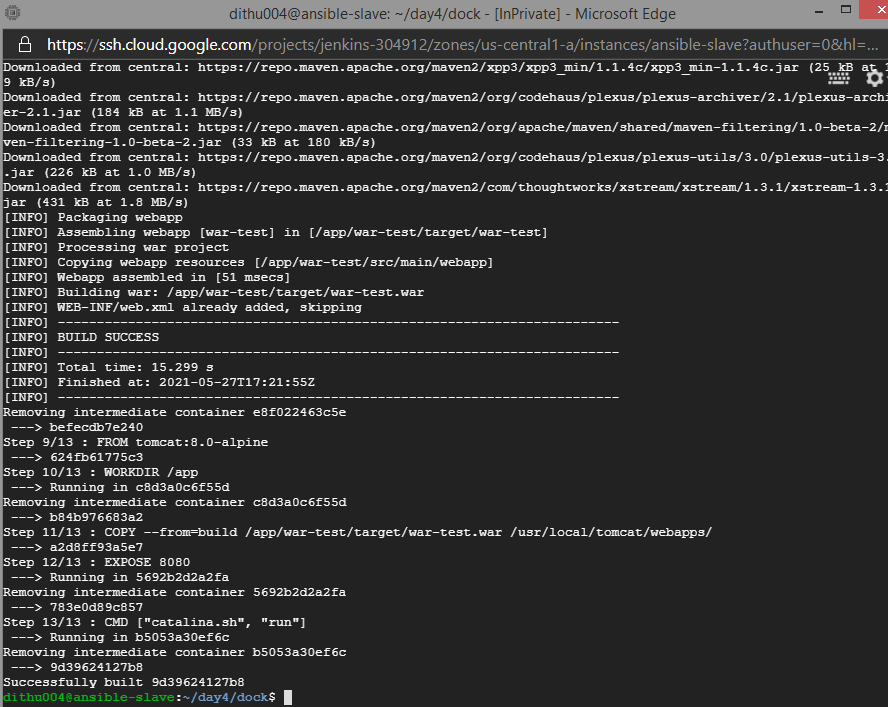 dithu004@ansible-slave: ~/day4/dock - [InPrivate] - Microsoft Edge
https://ssh.cloud.google.com/projects/jenkins-304912/zones/us-central1-a/instances/ansible-slave?authuser=0&hl=...
Downloaded from central: https://repo.maven.apache.org/maven2/xpp3/xpp3_min/1.1.4c/xpp3_min-1.1.4c.jar (25 kB at 1
9 kB/s)
Downloaded from central: https://repo.maven.apache.org/maven2/org/codehaus/plexus/plexus-archiver/2.1/plexus-archi
er-2.1.jar (184 kB at 1.1 MB/s)
Downloaded from central: https://repo.maven.apache.org/maven2/org/apache/maven/shared/maven-filtering/1.0-beta-2/m
ven-filtering-1.0-beta-2.jar (33 kB at 180 kB/s)
Downloaded from central: https://repo.maven.apache.org/maven2/org/codehaus/plexus/plexus-utils/3.0/plexus-utils-3.
.jar (226 kB at 1.0 MB/s)
Downloaded from central: https://repo.maven.apache.org/maven2/com/thoughtworks/xstream/xstream/1.3.1/xstream-1.3.1
jar (431 kB at 1.8 MB/s)
[INFO] Packaging webapp
[INFO] Assembling webapp [war-test] in [/app/war-test/target/war-test]
[INFO] Processing war project
[INFO] Copying webapp resources [/app/war-test/src/main/webapp]
[INFO] Webapp assembled in [51 msecs]
[INFO] Building war: /app/war-test/target/war-test.war
[INFO] WEB-INF/web.xml already added, skipping
[INFO] ------------------------------------------------------------------------
[INFO] BUILD SUCCESS
[INFO] ------------------------------------------------------------------------
[INFO] Total time: 15.299 s
[INFO] Finished at: 2021-05-27T17:21:55Z
[INFO] ------------------------------------------------------------------------
Removing intermediate container e8f022463c5e
 ---> befecdb7e240
Step 9/13 : FROM tomcat:8.0-alpine
 ---> 624fb61775c3
Step 10/13 : WORKDIR /app
 ---> Running in c8d3a0c6f55d
Removing intermediate container c8d3a0c6f55d
 ---> b84b976683a2
Step 11/13 : COPY --from=build /app/war-test/target/war-test.war /usr/local/tomcat/webapps/
 ---> a2d8ff93a5e7
Step 12/13 : EXPOSE 8080
 ---> Running in 5692b2d2a2fa
Removing intermediate container 5692b2d2a2fa
 ---> 783e0d89c857
Step 13/13 : CMD ["catalina.sh", "run"]
 ---> Running in b5053a30ef6c
Removing intermediate container b5053a30ef6c
 ---> 9d39624127b8
Successfully built 9d39624127b8
dithu004@ansible-slave:~/day4/dock$